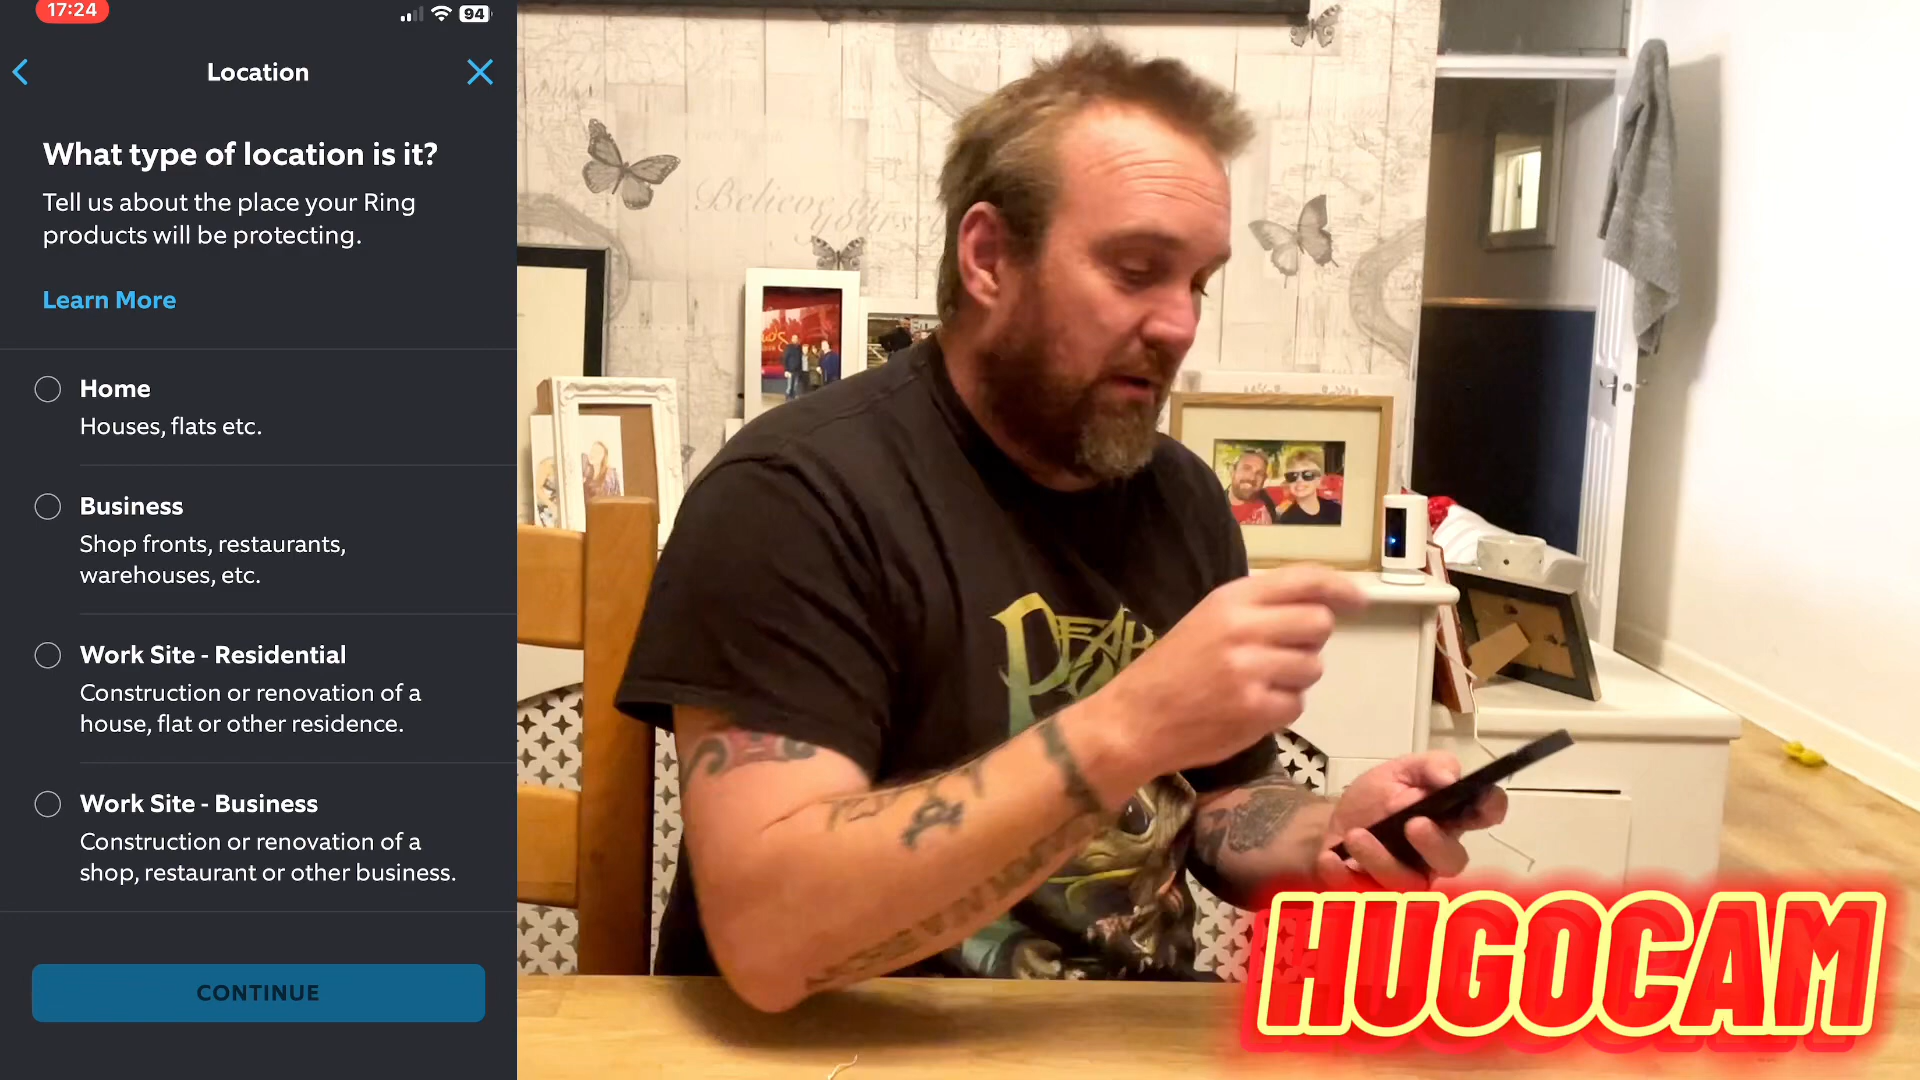 17:24
94
Location
What type of location is it?
Tell us about the place your Ring
products will be protecting.
Learn More
Home
Houses, flats etc.
Business
Shop fronts, restaurants,
warehouses, etc.
Work Site - Residential
Construction or renovation of a
house, flat or other residence.
Work Site - Business
Construction or renovation of a
shop, restaurant or other business.
CONTINUE
Believe in
yourself
HUGOCAM